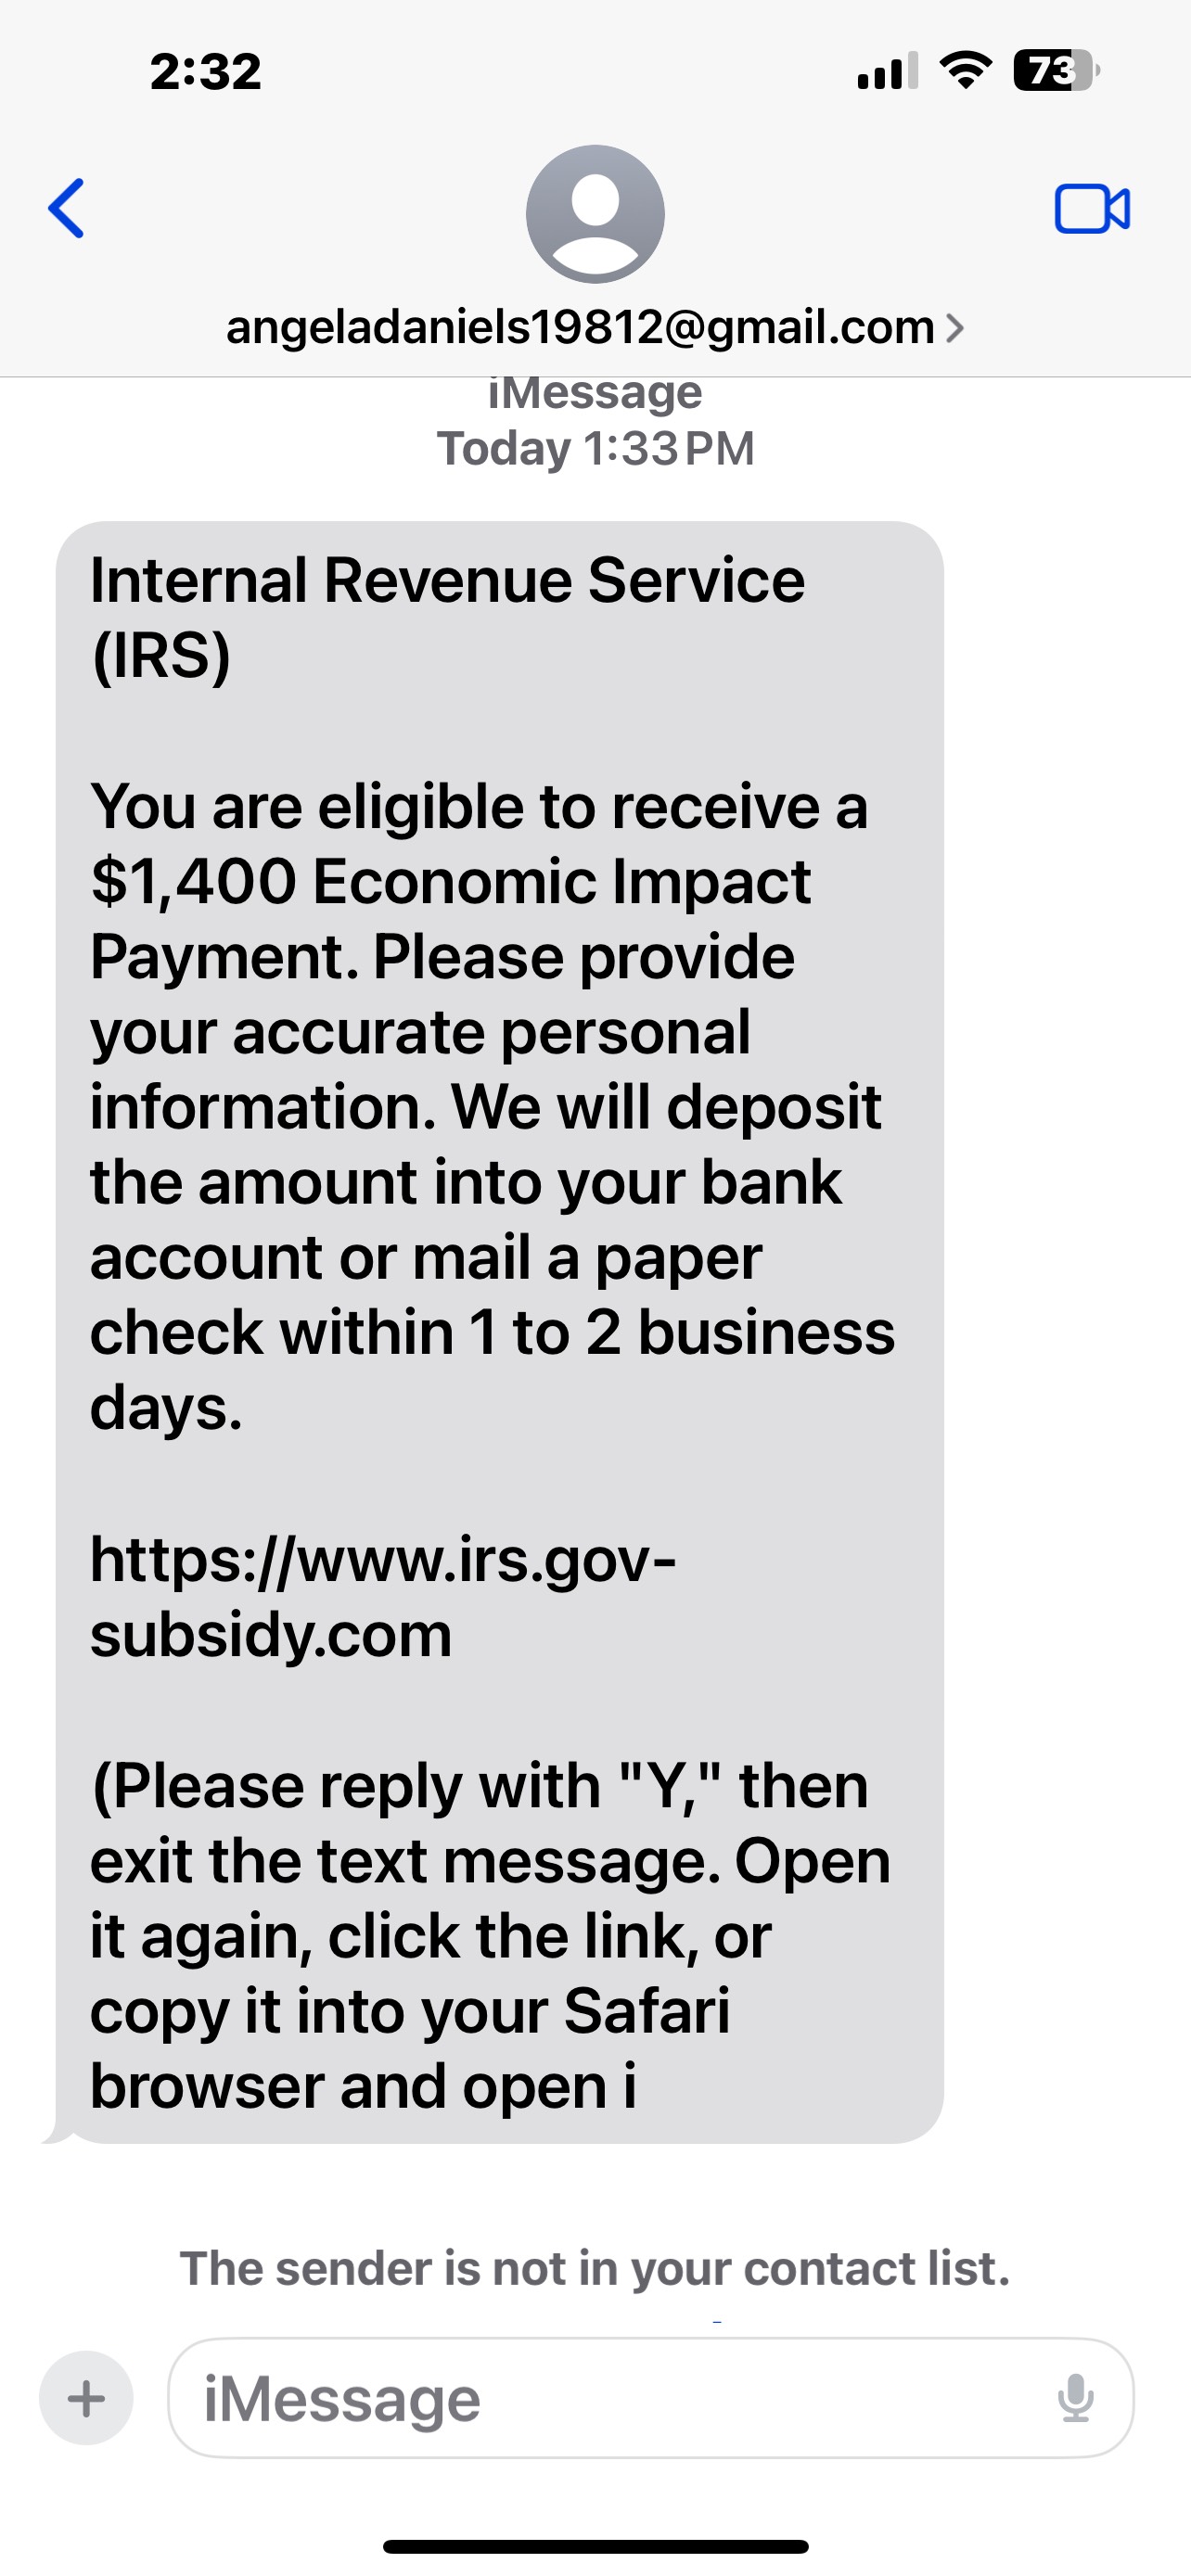 2:32
73
angeladaniels19812@gmail.com
iMessage
Today 1:33 PM
Internal Revenue Service
(IRS)
You are eligible to receive a
$1,400 Economic Impact
Payment. Please provide
your accurate personal
information. We will deposit
the amount into your bank
account or mail a paper
check within 1 to 2 business
days.
https://www.irs.gov-
subsidy.com
(Please reply with "Y," then
exit the text message. Open
it again, click the link, or
copy it into your Safari
browser and open i
The sender is not in your contact list.
iMessage